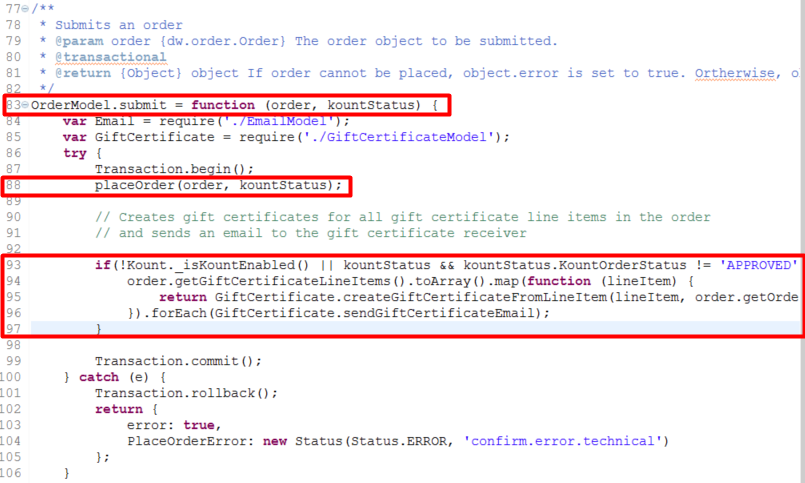 77 /**
78  * Submits an order
79  * @param order {dw.order.Order} The order object to be submitted.
80  * @transactional
81  * @return {Object} object If order cannot be placed, object.error is set to true. Ortherwise, o
82  */
83 OrderModel.submit = function (order, kountStatus) {
84     var Email = require('./EmailModel');
85     var GiftCertificate = require('./GiftCertificateModel');
86     try {
87         Transaction.begin();
88         placeOrder(order, kountStatus);
89
90         // Creates gift certificates for all gift certificate line items in the order
91         // and sends an email to the gift certificate receiver
92
93         if(!Kount._isKountEnabled() || kountStatus && kountStatus.KountOrderStatus != 'APPROVED'
94             order.getGiftCertificateLineItems().toArray().map(function (lineItem) {
95                 return GiftCertificate.createGiftCertificateFromLineItem(lineItem, order.getOrde
96             }).forEach(GiftCertificate.sendGiftCertificateEmail);
97         }
98
99         Transaction.commit();
100     } catch (e) {
101         Transaction.rollback();
102         return {
103             error: true,
104             PlaceOrderError: new Status(Status.ERROR, 'confirm.error.technical')
105         };
106     }